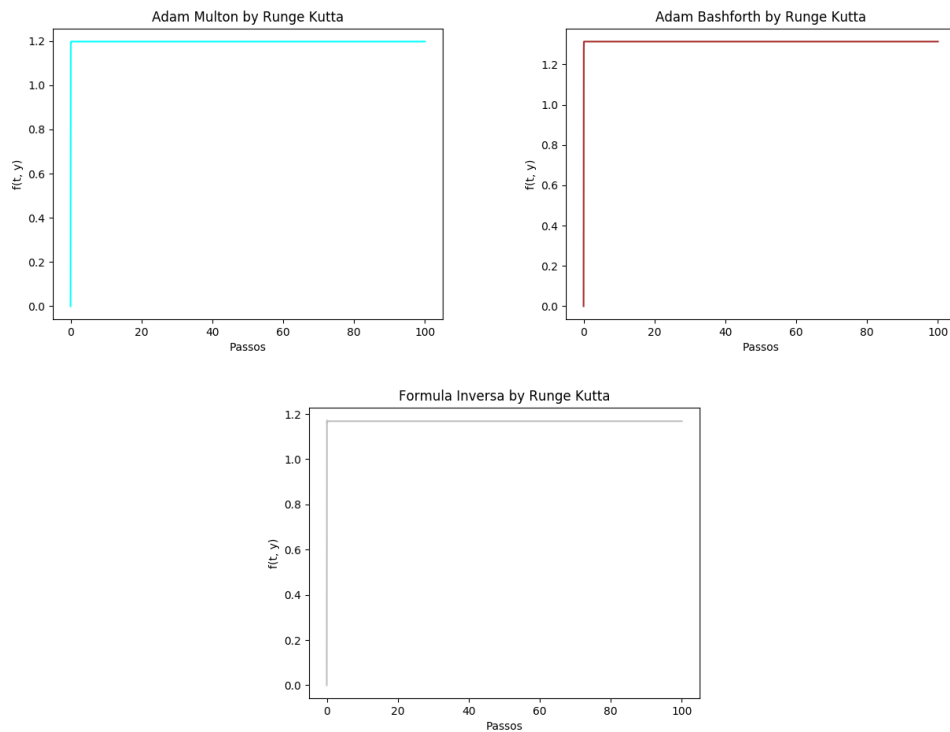 Adam Multon by Runge Kutta
1.2
1.0
0.8
0.6
0.4
0.2
0.0
f(t, y)
0 20 40 60 80 100
Passos
Adam Bashforth by Runge Kutta
1.2
1.0
0.8
0.6
0.4
0.2
0.0
f(t, y)
0 20 40 60 80 100
Passos
Formula Inversa by Runge Kutta
1.2
1.0
0.8
0.6
0.4
0.2
0.0
f(t, y)
0 20 40 60 80 100
Passos